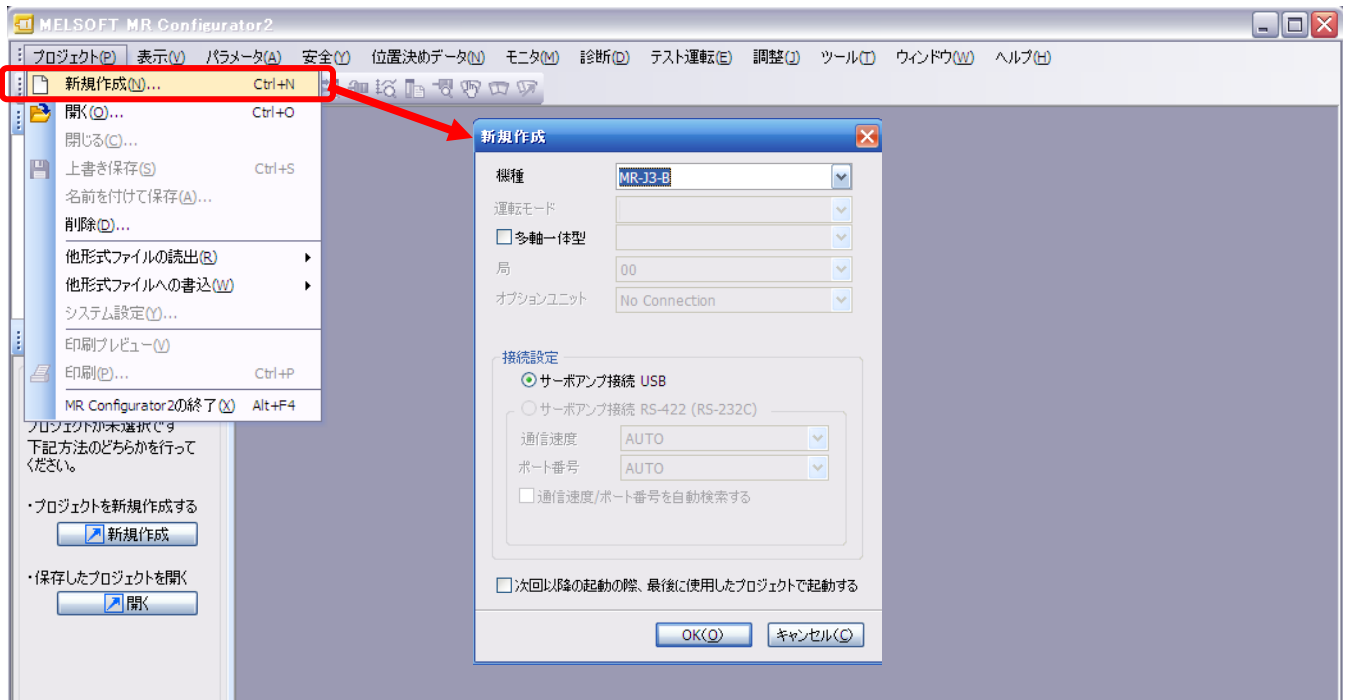 MELSOFT MR Configurator2
プロジェクト(P) 表示(V) パラメータ(A) 安全(Y) 位置決めデータ(N) モニタ(M) 診断(D) テスト運転(E) 調整(J) ツール(T) ウィンドウ(W) ヘルプ(H)
新規作成(N)... Ctrl+N
開く(O)... Ctrl+O
閉じる(C)...
上書き保存(S) Ctrl+S
名前を付けて保存(A)...
削除(D)...
他形式ファイルの読出(R)
他形式ファイルへの書込(W)
システム設定(Y)...
印刷プレビュー(V)
印刷(P)... Ctrl+P
MR Configurator2の終了(X) Alt+F4
プロジェクトが未選択です
下記方法のどちらかを行って
ください。
・プロジェクトを新規作成する
新規作成
・保存したプロジェクトを開く
開く
新規作成
機種 MR-J3-B
運転モード
多軸一体型
局 00
オプションユニット No Connection
接続設定
サーボアンプ接続 USB
サーボアンプ接続 RS-422 (RS-232C)
通信速度 AUTO
ポート番号 AUTO
通信速度/ポート番号を自動検索する
次回以降の起動の際、最後に使用したプロジェクトで起動する
OK(O) キャンセル(C)